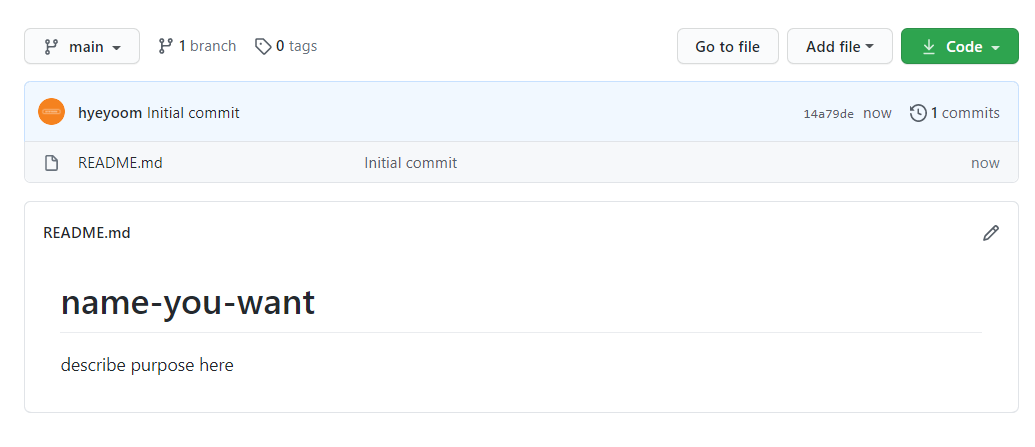 main 1 branch 0 tags Go to file Add file Code
hyeyoom Initial commit 14a79de now 1 commits
README.md Initial commit now
README.md
name-you-want
describe purpose here